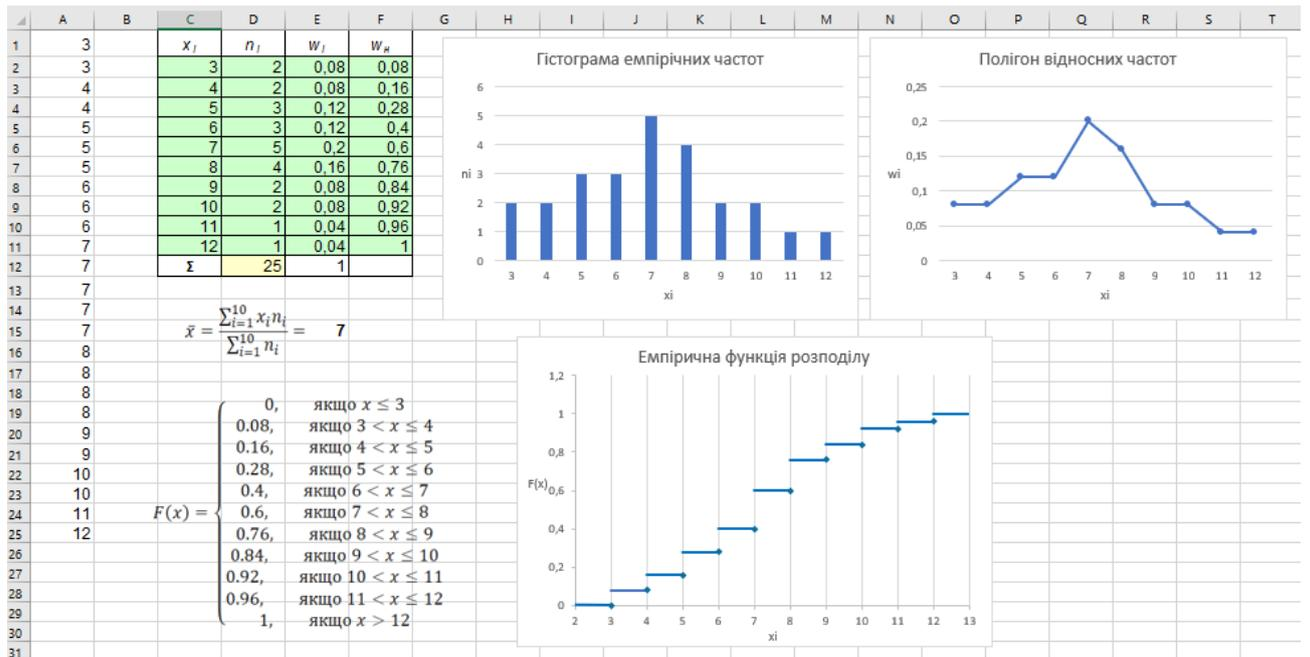 A B C D E F G H I J K L M N O P Q R S T
1 3 x_i n_i w_i w_н
2 3 3 2 0,08 0,08
3 4 4 2 0,08 0,16
4 4 5 3 0,12 0,28
5 5 6 3 0,12 0,4
6 5 7 5 0,2 0,6
7 5 8 4 0,16 0,76
8 6 9 2 0,08 0,84
9 6 10 2 0,08 0,92
10 6 11 1 0,04 0,96
11 7 12 1 0,04 1
12 7 Σ 25 1
13 7
14 7
15 7
16 8
17 8
18 8
19 8
20 9
21 9
22 10
23 10
24 11
25 12
26
27
28
29
30
31
x̄ = ∑_{i=1}^{10} x_i n_i / ∑_{i=1}^{10} n_i = 7
F(x) =
0, якщо x ≤ 3
0.08, якщо 3 < x ≤ 4
0.16, якщо 4 < x ≤ 5
0.28, якщо 5 < x ≤ 6
0.4, якщо 6 < x ≤ 7
0.6, якщо 7 < x ≤ 8
0.76, якщо 8 < x ≤ 9
0.84, якщо 9 < x ≤ 10
0.92, якщо 10 < x ≤ 11
0.96, якщо 11 < x ≤ 12
1, якщо x > 12
Гістограма емпірічних частот
6
5
4
ni 3
2
1
0
3 4 5 6 7 8 9 10 11 12
xi
Полігон відносних частот
0,25
0,2
0,15
wi
0,1
0,05
0
3 4 5 6 7 8 9 10 11 12
xi
Емпірична функція розподілу
1,2
1
0,8
F(x) 0,6
0,4
0,2
0
2 3 4 5 6 7 8 9 10 11 12 13
xi